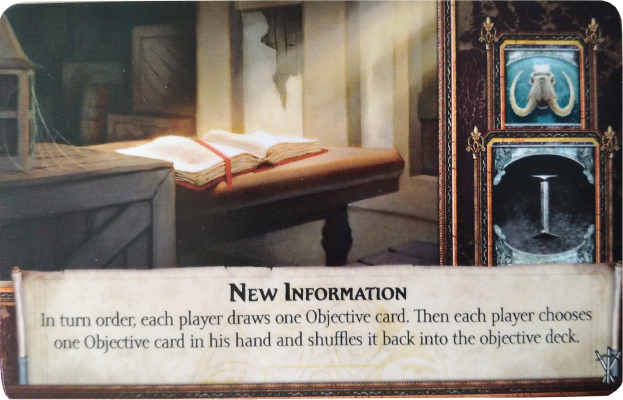 I
NEW INFORMATION
In turn order, each player draws one Objective card. Then each player chooses
one Objective card in his hand and shuffles it back into the objective deck.